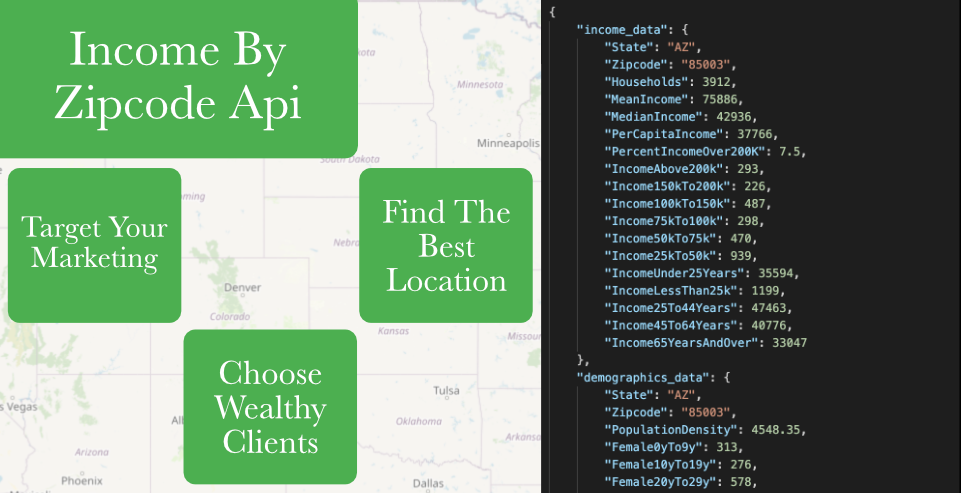 Income By
Zipcode Api
Target Your
Marketing
Find The
Best
Location
Choose
Wealthy
Clients
Minnesota
Minneapolis
South Dakota
Denver
Colorado
Kansas
Tulsa
Oklahoma
Arizona
Phoenix
Dallas
{
"income_data": {
"State": "AZ",
"Zipcode": "85003",
"Households": 3912,
"MeanIncome": 75886,
"MedianIncome": 42936,
"PerCapitaIncome": 37766,
"PercentIncomeOver200K": 7.5,
"IncomeAbove200k": 293,
"Income150kTo200k": 226,
"Income100kTo150k": 487,
"Income75kTo100k": 298,
"Income50kTo75k": 470,
"Income25kTo50k": 939,
"IncomeUnder25Years": 35594,
"IncomeLessThan25k": 1199,
"Income25To44Years": 47463,
"Income45To64Years": 40776,
"Income65YearsAndOver": 33047
},
"demographics_data": {
"State": "AZ",
"Zipcode": "85003",
"PopulationDensity": 4548.35,
"Female0yTo9y": 313,
"Female10yTo19y": 276,
"Female20yTo29y": 578,